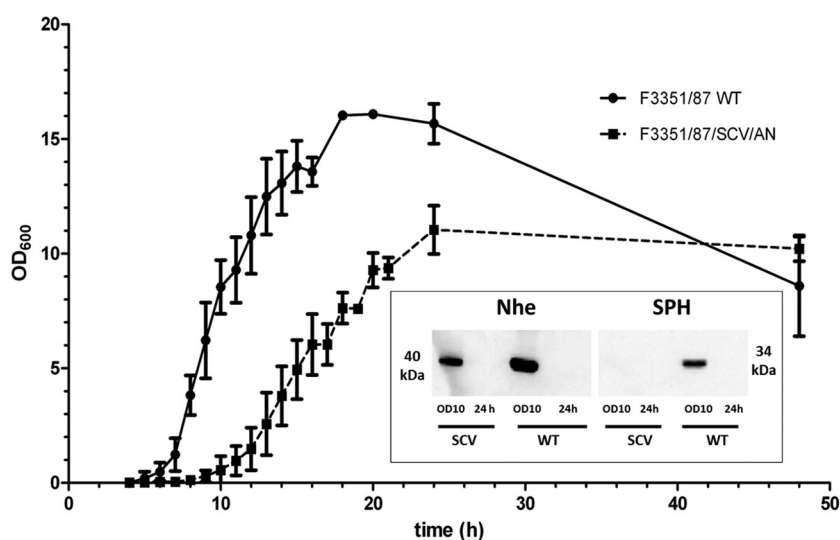 20
15
10
5
0
OD600
F3351/87 WT
F3351/87/SCV/AN
Nhe SPH
40 kDa
34 kDa
OD10 24 h OD10 24h OD10 24h OD10 24h
SCV WT SCV WT
0 10 20 30 40 50
time (h)